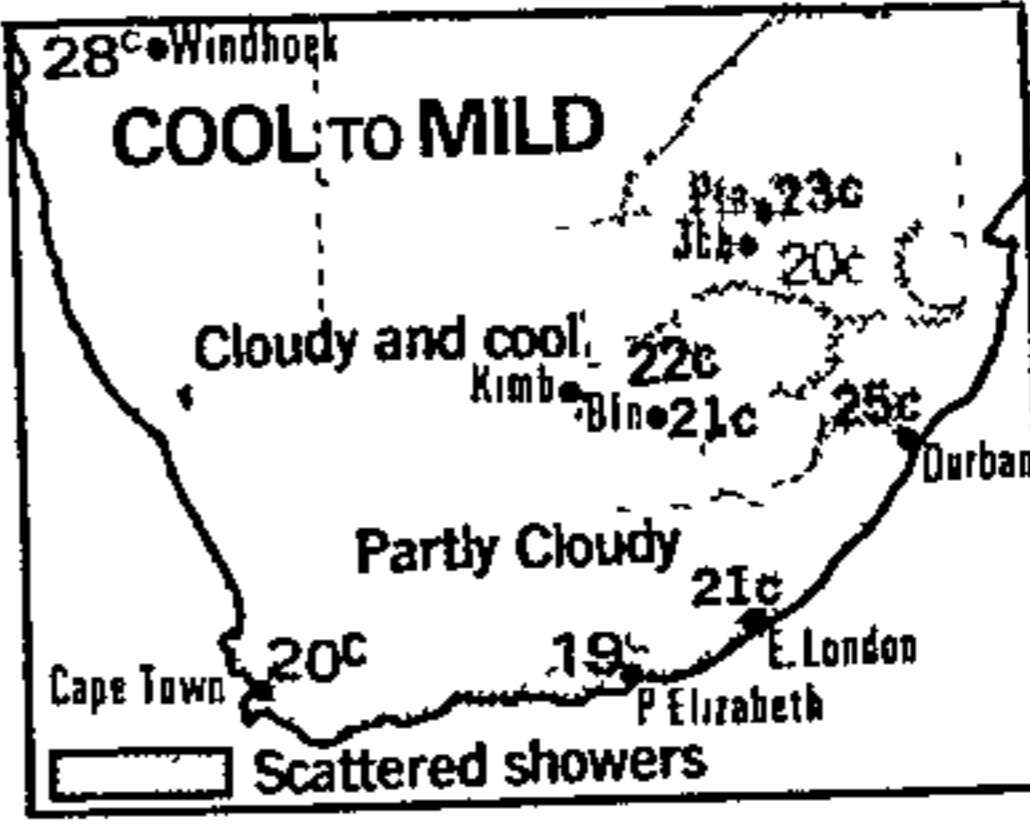 28c Windhoek
COOL TO MILD
Pta 23c
Jhb 20c
Cloudy and cool
22c
Kimb
Bfn 21c
25c
Durban
Partly Cloudy
21c
E. London
20c
19c
Cape Town
P Elizabeth
Scattered showers